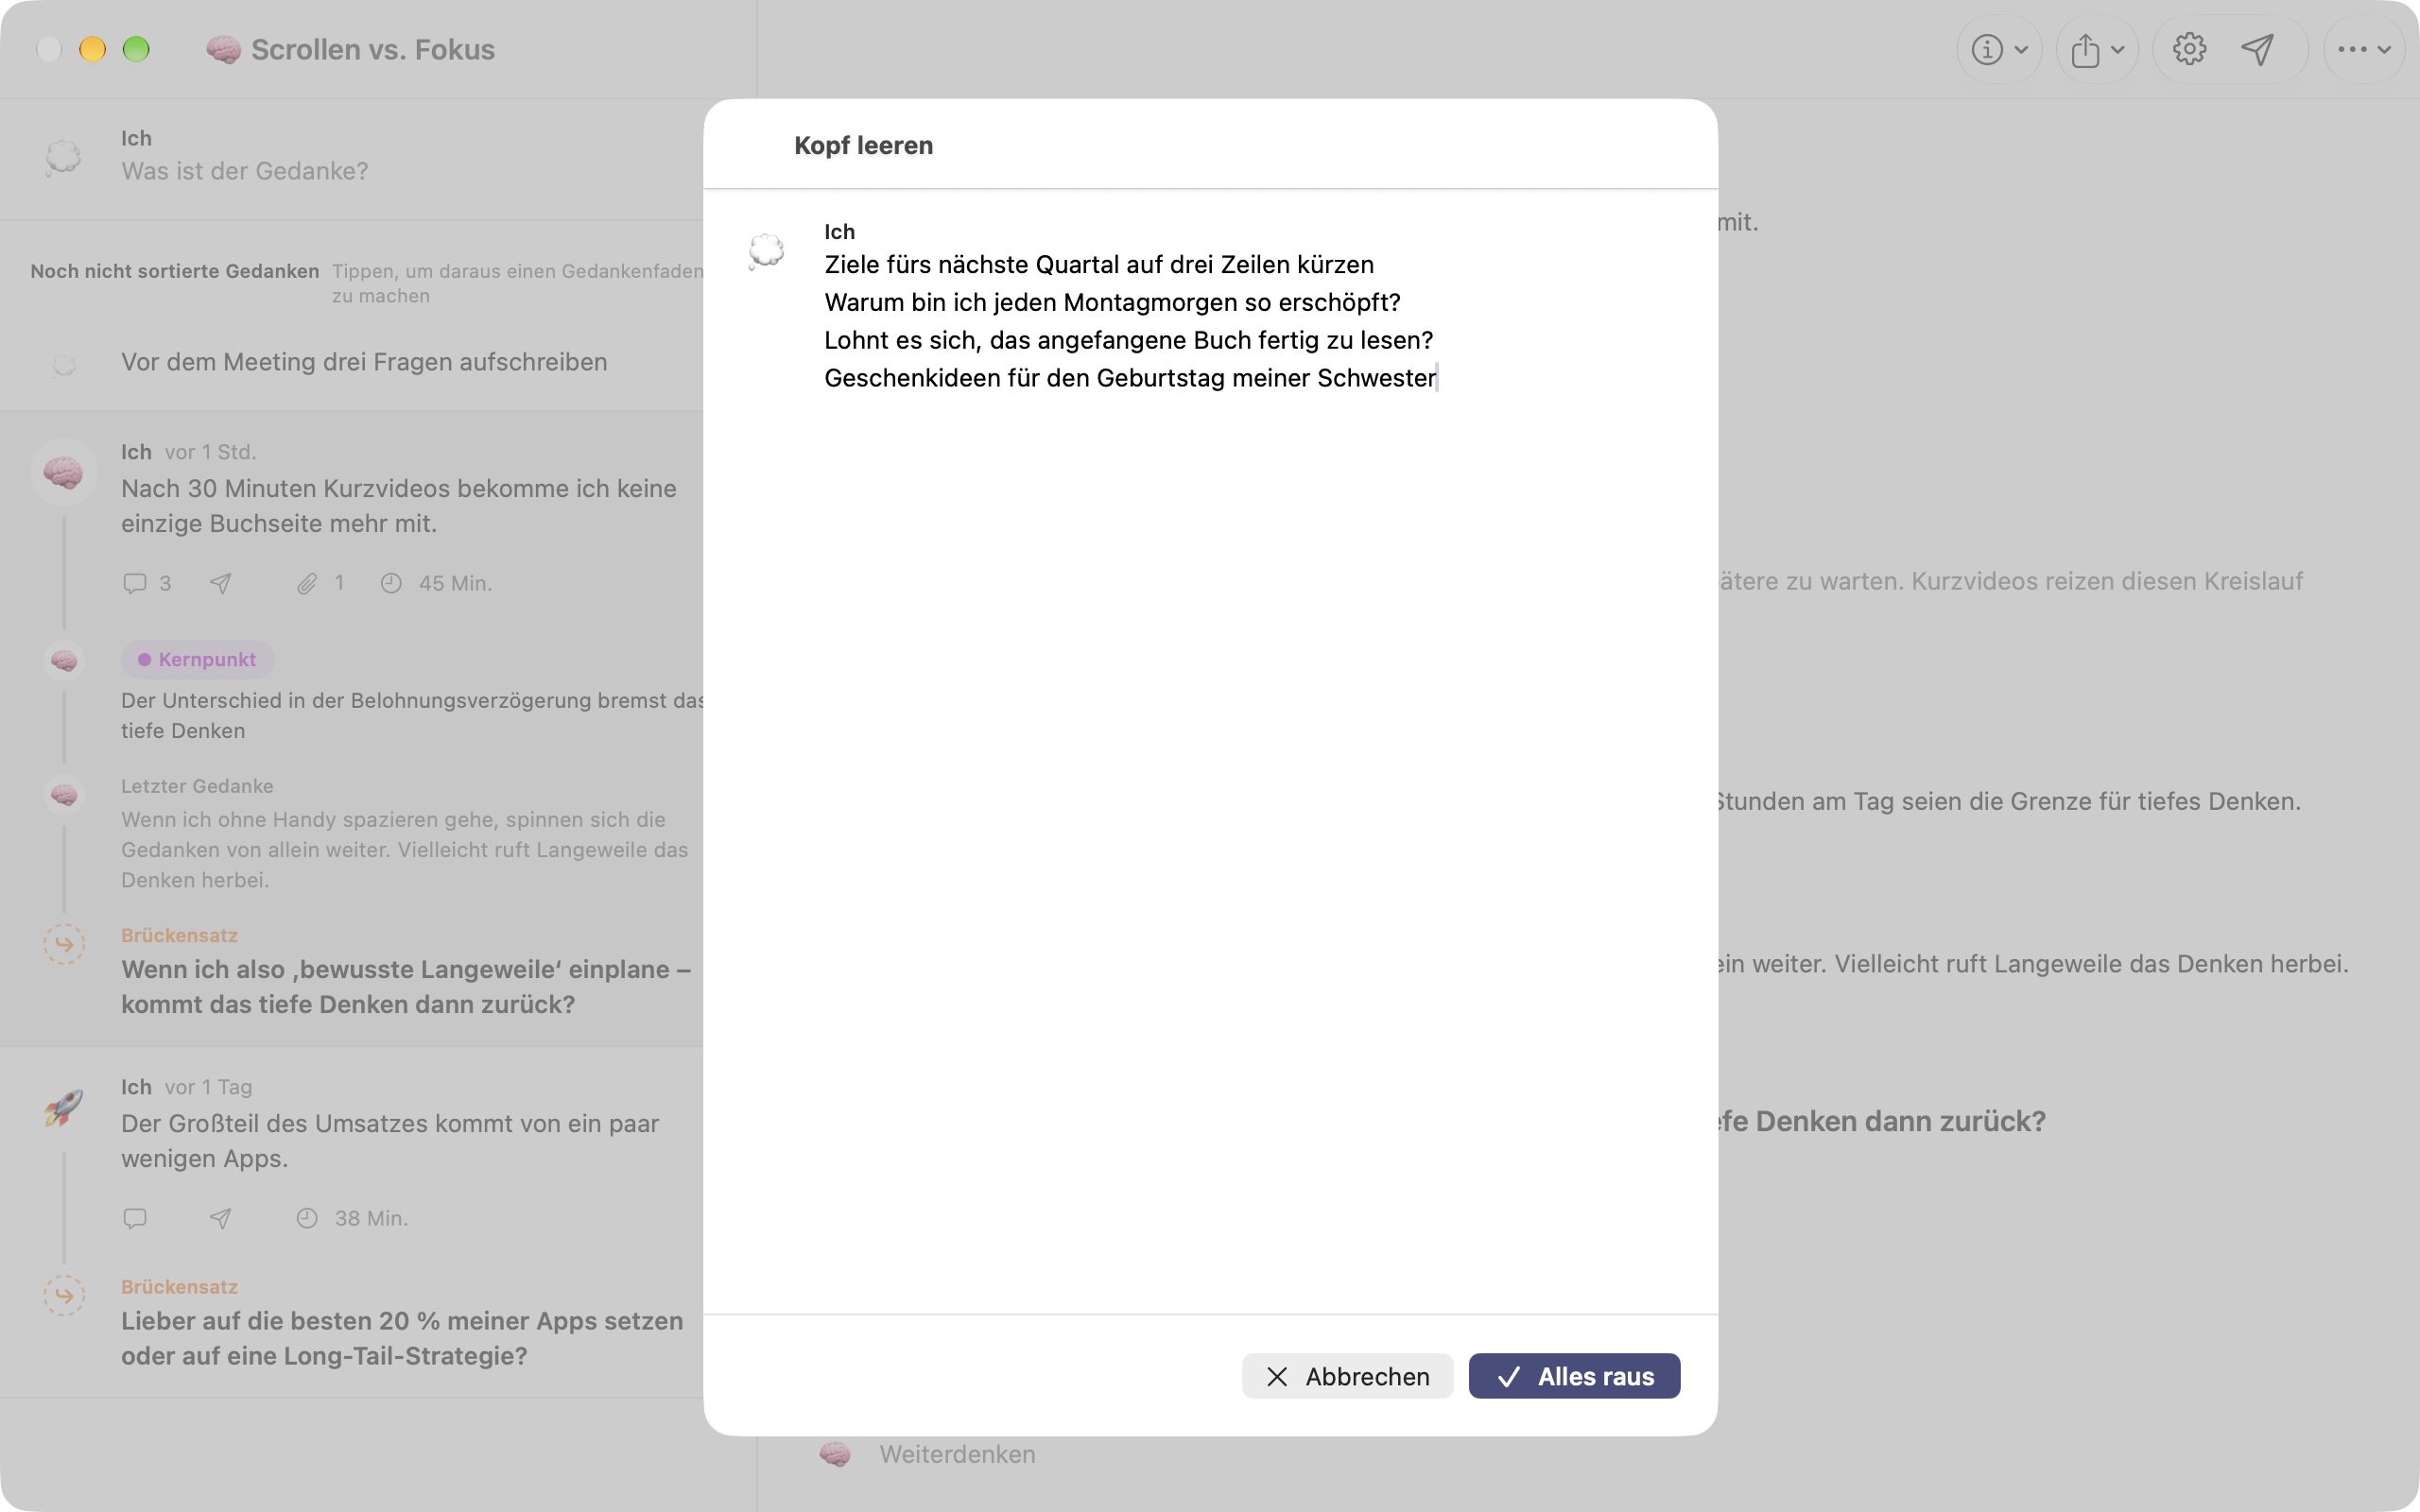 Scrollen vs. Fokus
Ich
Was ist der Gedanke?
Noch nicht sortierte Gedanken
Tippen, um daraus einen Gedankenfaden
zu machen
Vor dem Meeting drei Fragen aufschreiben
Ich vor 1 Std.
Nach 30 Minuten Kurzvideos bekomme ich keine
einzige Buchseite mehr mit.
3 1 45 Min.
Kernpunkt
Der Unterschied in der Belohnungsverzögerung bremst das
tiefe Denken
Letzter Gedanke
Wenn ich ohne Handy spazieren gehe, spinnen sich die
Gedanken von allein weiter. Vielleicht ruft Langeweile das
Denken herbei.
Brückensatz
Wenn ich also ‚bewusste Langeweile‘ einplane –
kommt das tiefe Denken dann zurück?
Ich vor 1 Tag
Der Großteil des Umsatzes kommt von ein paar
wenigen Apps.
38 Min.
Brückensatz
Lieber auf die besten 20 % meiner Apps setzen
oder auf eine Long-Tail-Strategie?
Kopf leeren
Ich
Ziele fürs nächste Quartal auf drei Zeilen kürzen
Warum bin ich jeden Montagmorgen so erschöpft?
Lohnt es sich, das angefangene Buch fertig zu lesen?
Geschenkideen für den Geburtstag meiner Schwester
Abbrechen
Alles raus
mit.
zu warten. Kurzvideos reizen diesen Kreislauf
Stunden am Tag seien die Grenze für tiefes Denken.
weiter. Vielleicht ruft Langeweile das Denken herbei.
Denken dann zurück?
Weiterdenken